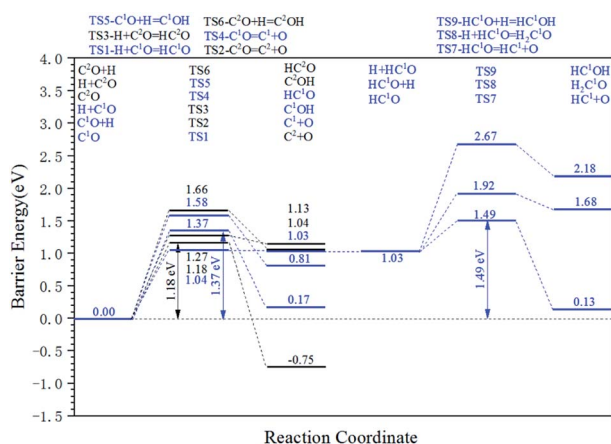 TS5-C¹O+H=C¹OH TS6-C²O+H=C²OH
TS3-H+C²O=HC²O TS4-C¹O=C¹+O
TS1-H+C¹O=HC¹O TS2-C²O=C²+O
TS9-HC¹O+H=HC¹OH
TS8-H+HC¹O=H₂C¹O
TS7-HC¹O=HC¹+O
Barrier Energy(eV)
4.0
3.5
3.0
2.5
2.0
1.5
1.0
0.5
0.0
-0.5
-1.0
-1.5
C²O+H
H+C²O
C²O
H+C¹O
C¹O+H
C¹O
TS6
TS5
TS4
TS3
TS2
TS1
HC²O
C²OH
HC¹O
C¹OH
C¹+O
C²+O
H+HC¹O
HC¹O+H
HC¹O
TS9
TS8
TS7
HC¹OH
H₂C¹O
HC¹+O
0.00
1.66
1.58
1.37
1.27
1.18
1.04
1.18 eV
1.37 eV
1.13
1.04
1.03
0.81
0.17
-0.75
1.03
2.67
1.92
1.49
1.49 eV
2.18
1.68
0.13
Reaction Coordinate